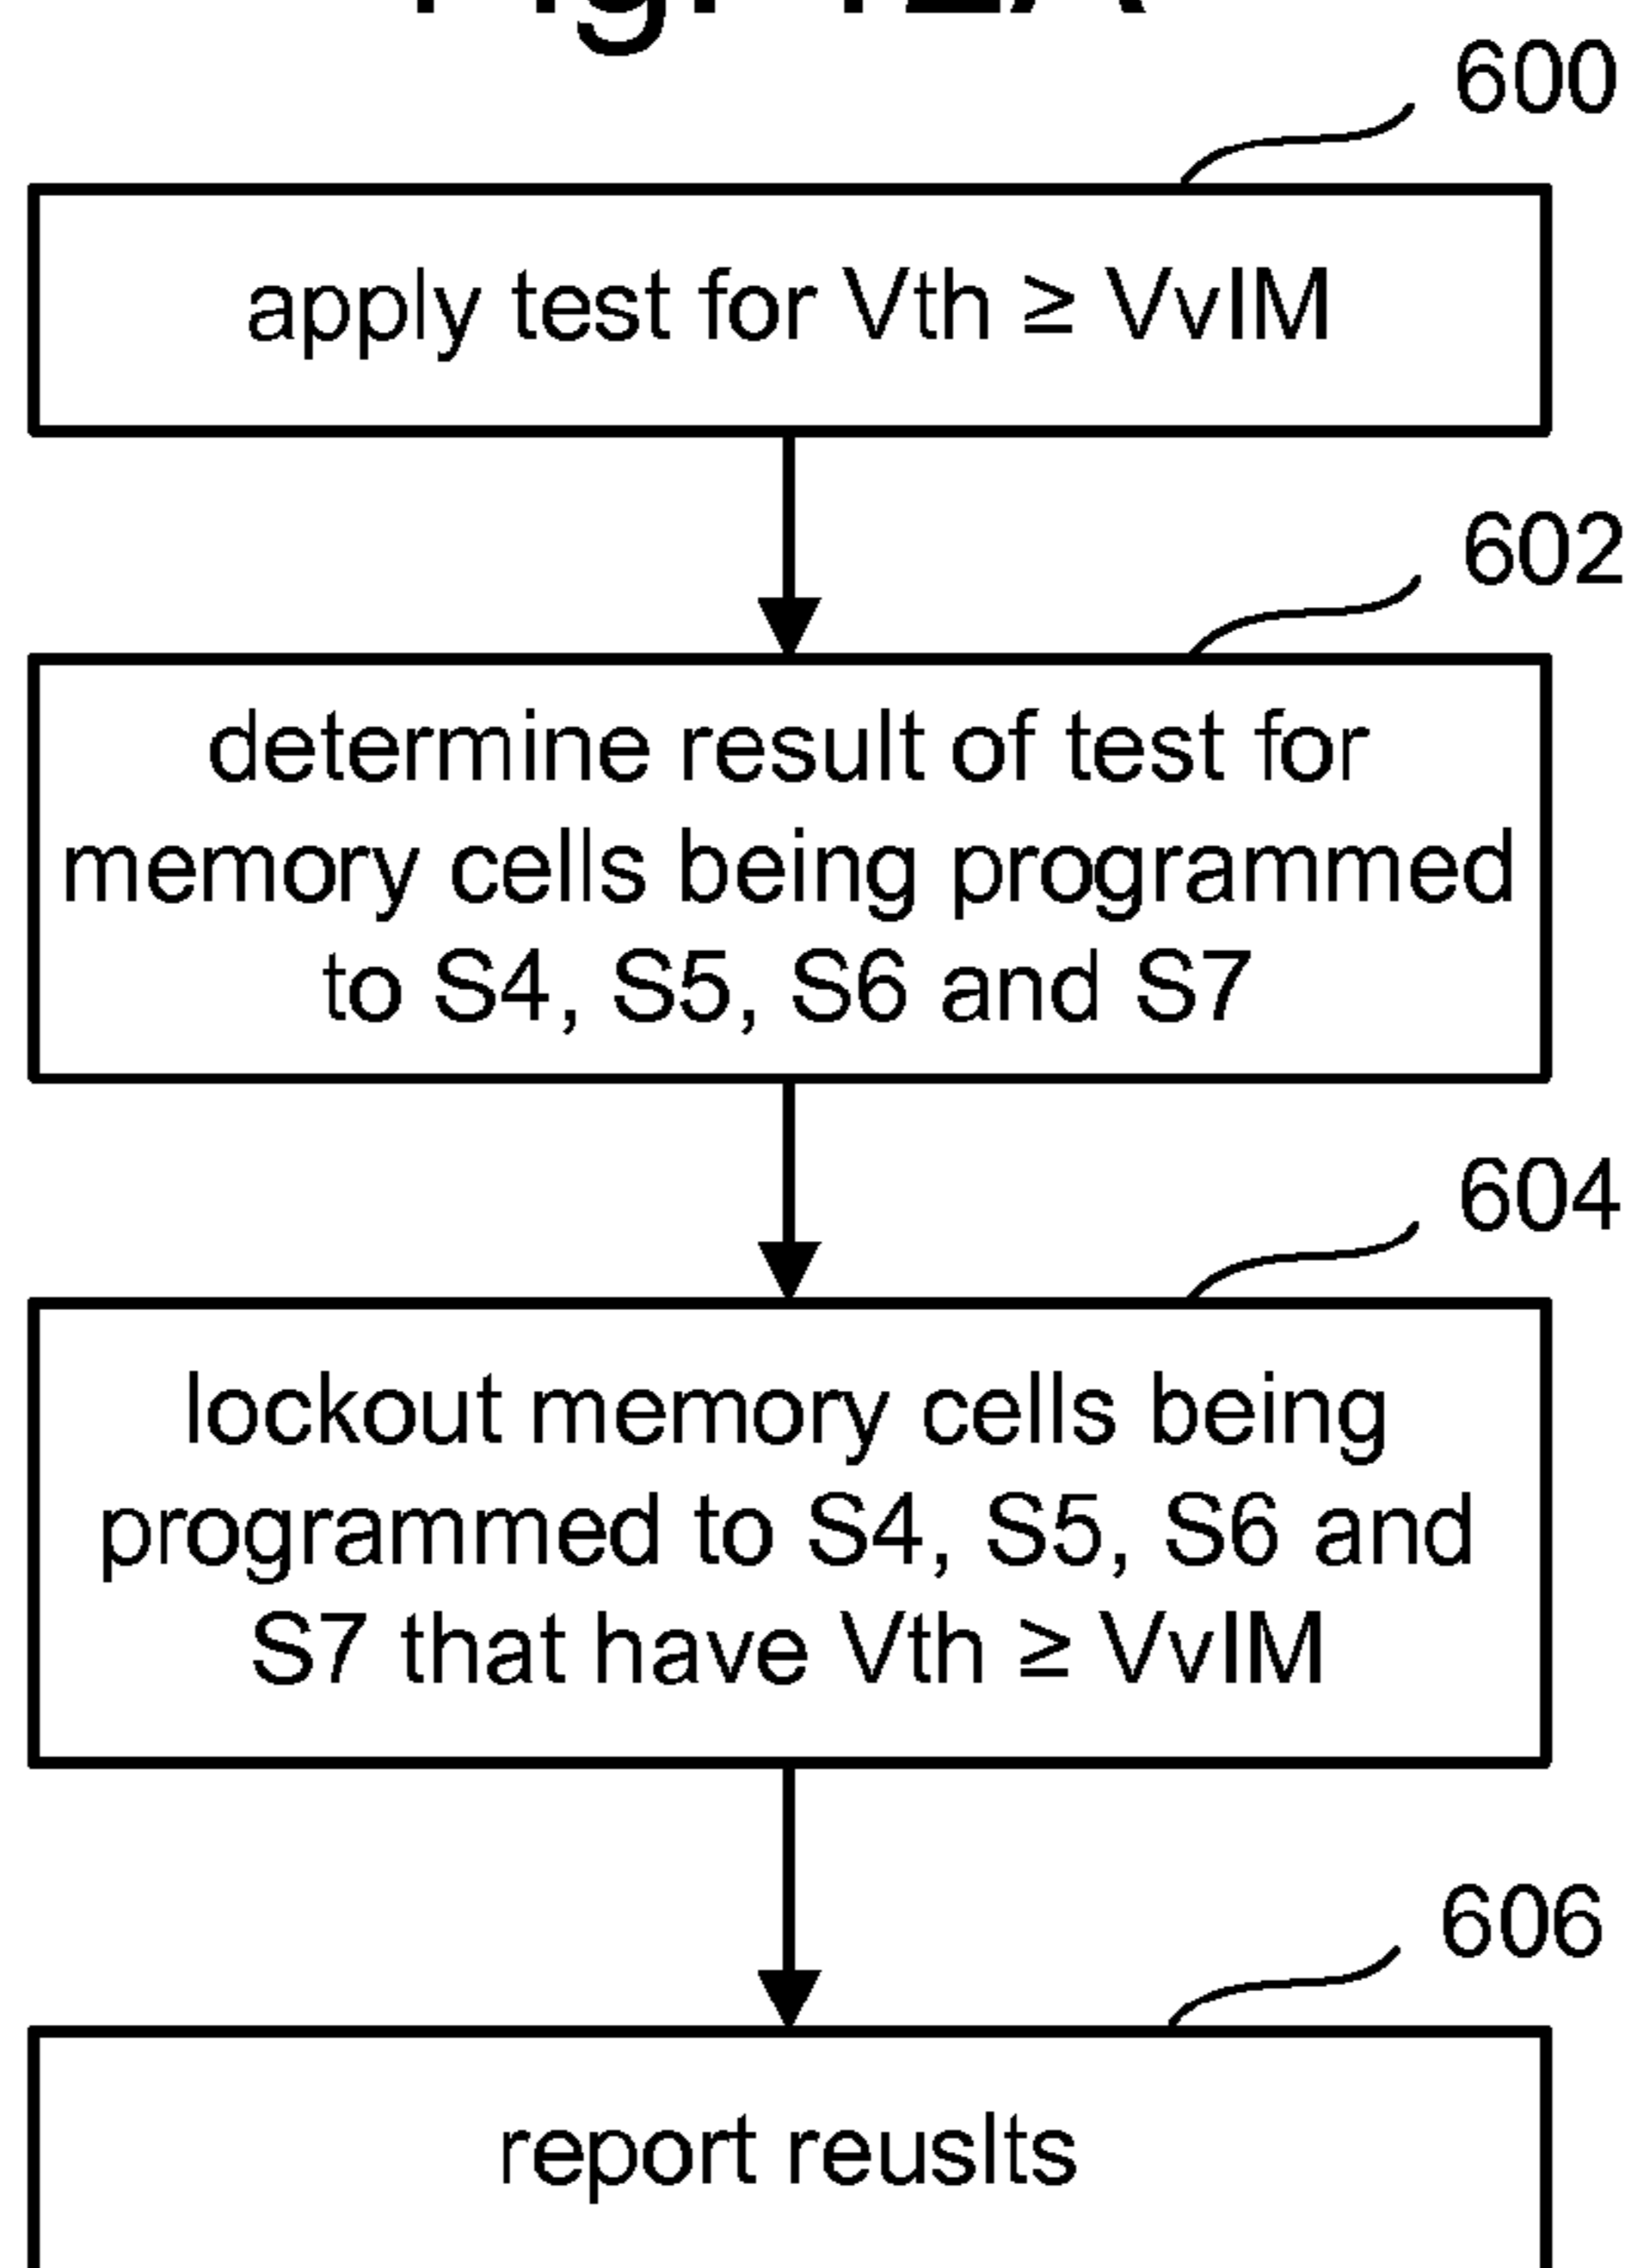 600
apply test for Vth ≥ VvIM
602
determine result of test for
memory cells being programmed
to S4, S5, S6 and S7
604
lockout memory cells being
programmed to S4, S5, S6 and
S7 that have Vth ≥ VvIM
606
report reuslts